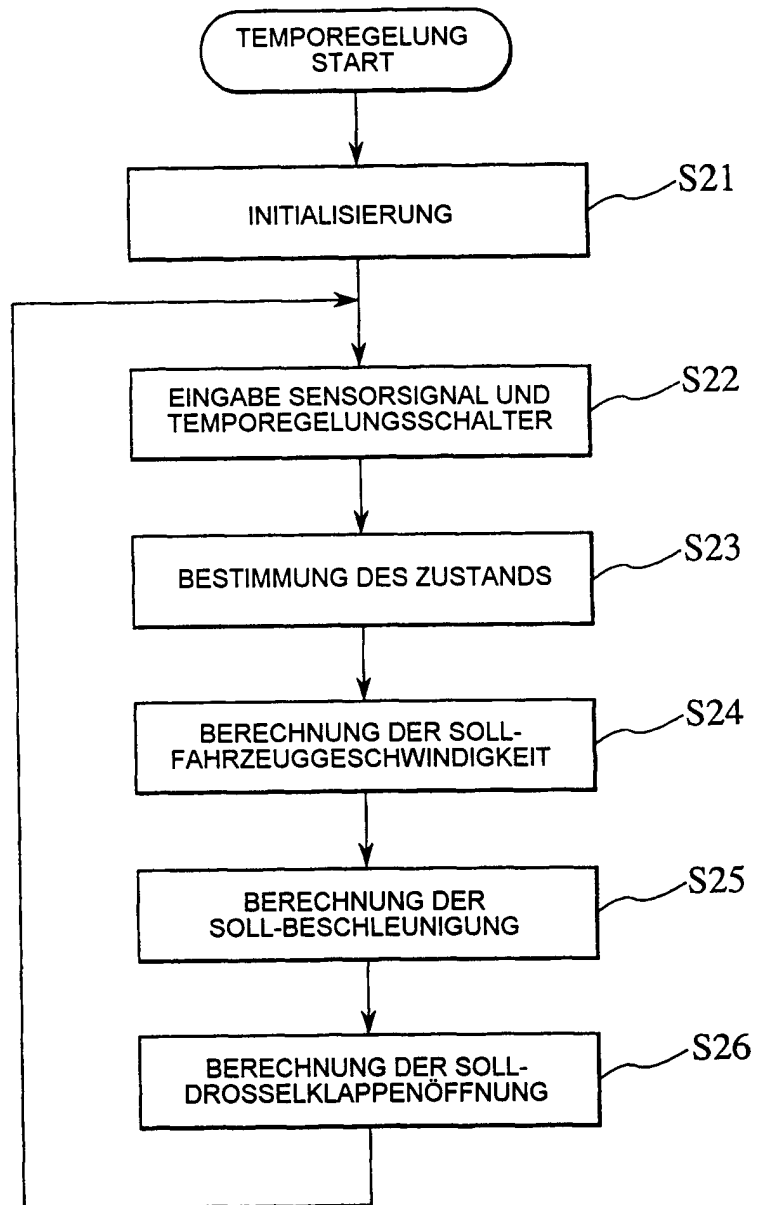 TEMPOREGELUNG
START
S21
INITIALISIERUNG
S22
EINGABE SENSORSIGNAL UND
TEMPOREGELUNGSSCHALTER
S23
BESTIMMUNG DES ZUSTANDS
S24
BERECHNUNG DER SOLL-
FAHRZEUGGESCHWINDIGKEIT
S25
BERECHNUNG DER
SOLL-BESCHLEUNIGUNG
S26
BERECHNUNG DER SOLL-
DROSSELKLAPPENÖFFNUNG